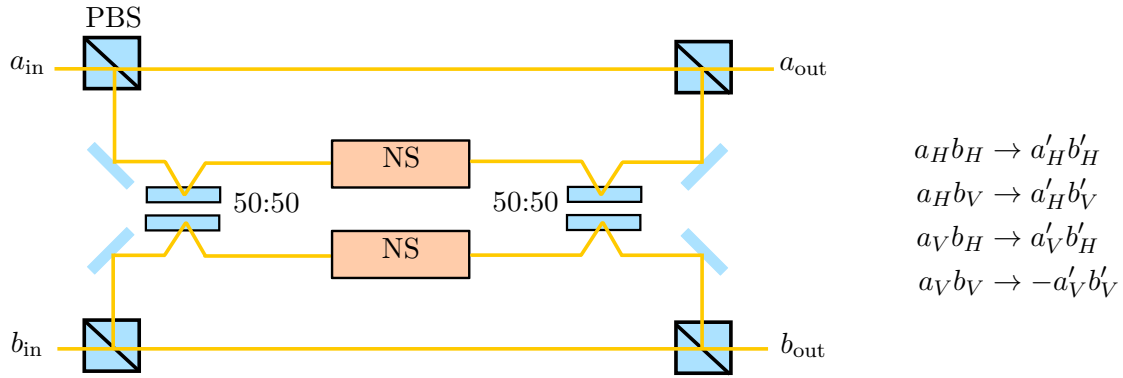 PBS
a_in
a_out
NS
50:50
50:50
NS
b_in
b_out
a_H b_H → a'_H b'_H
a_H b_V → a'_H b'_V
a_V b_H → a'_V b'_H
a_V b_V → -a'_V b'_V